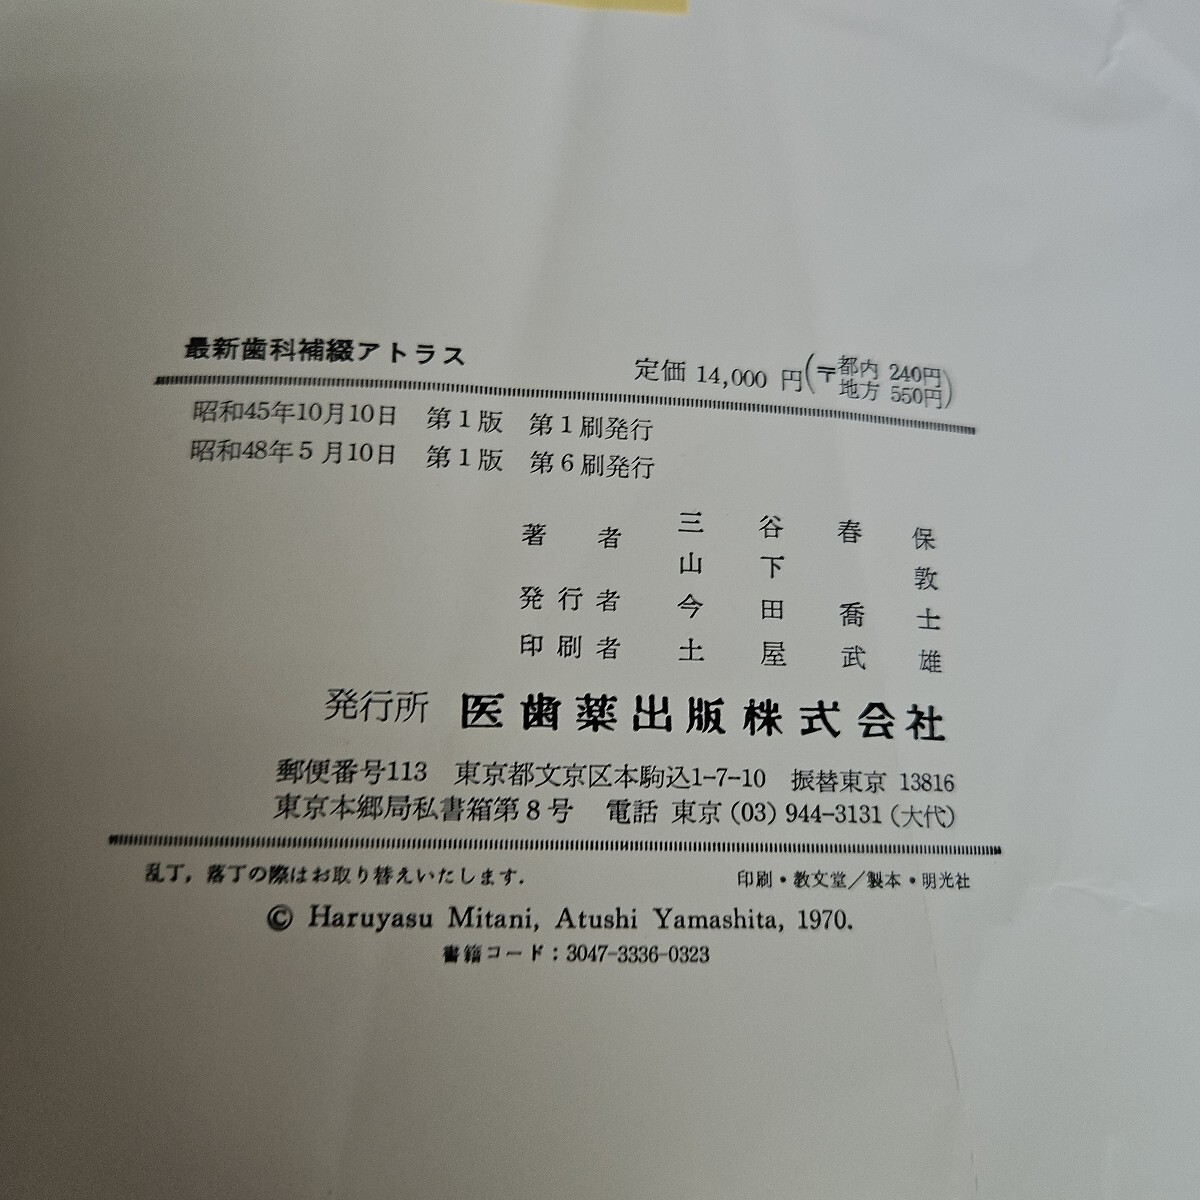 最新歯科補綴アトラス
定価 14,000 円(〒都内 240円 地方 550円)
昭和45年10月10日 第1版 第1刷発行
昭和48年5月10日 第1版 第6刷発行
著者 三谷春保
山下敦
発行者 今田喬士
印刷者 土屋武雄
発行所 医歯薬出版株式会社
郵便番号113 東京都文京区本駒込1-7-10 振替東京 13816
東京本郷局私書箱第8号 電話 東京(03)944-3131(大代)
乱丁,落丁の際はお取り替えいたします.
印刷・教文堂/製本・明光社
© Haruyasu Mitani, Atushi Yamashita, 1970.
書籍コード:3047-3336-0323